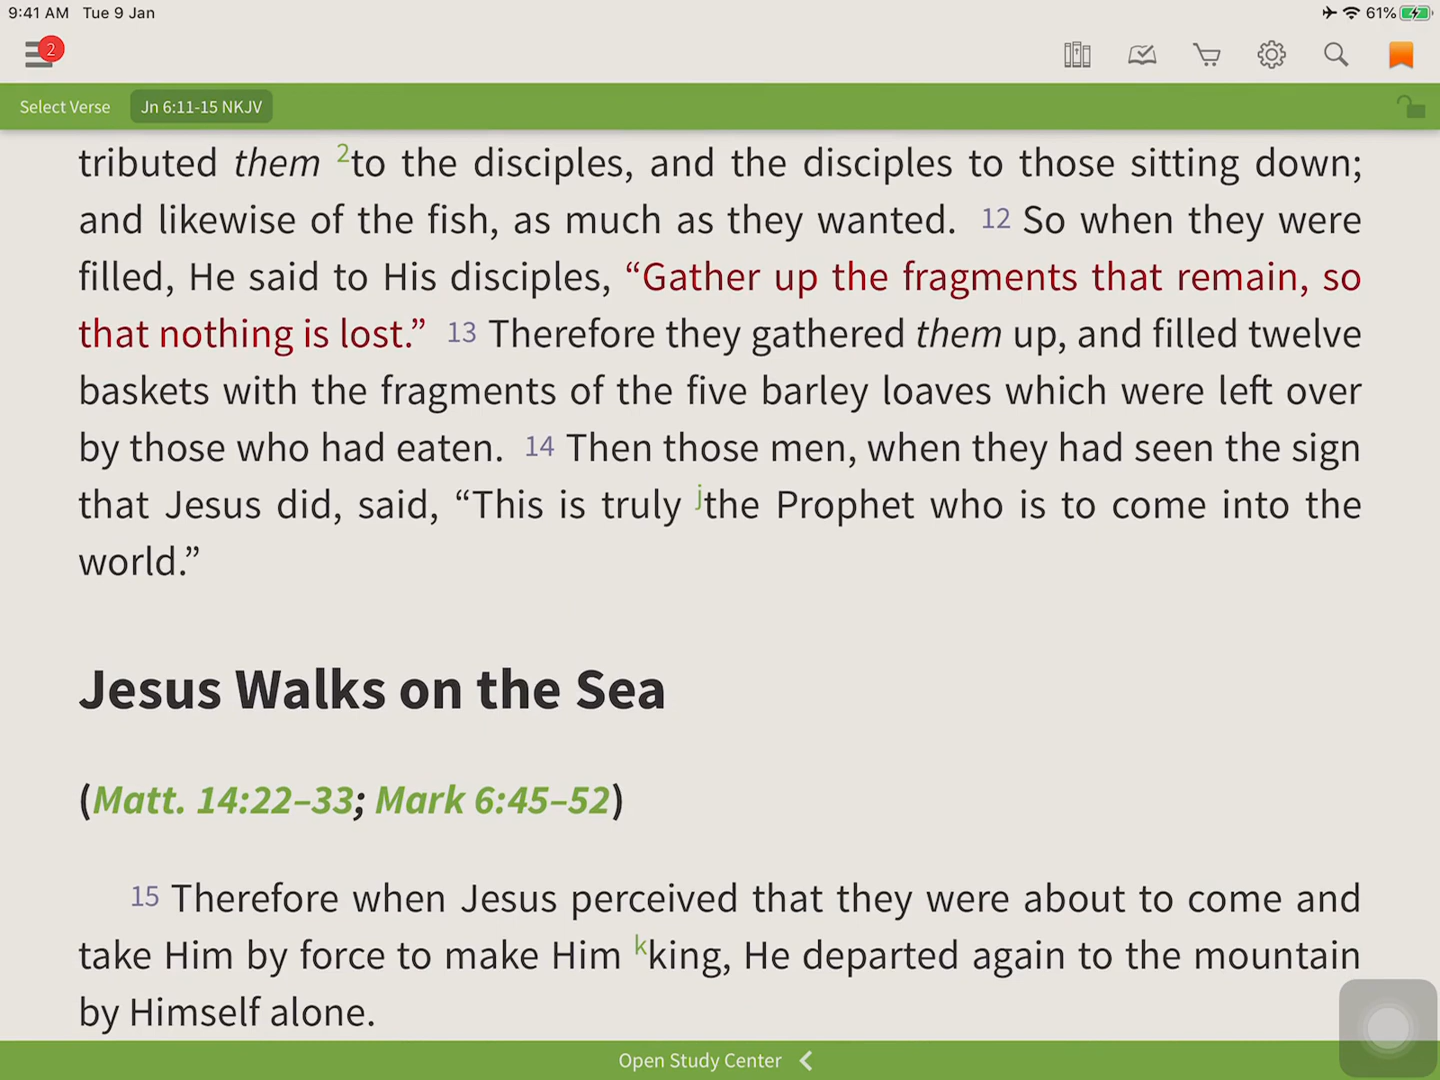 9:41 AM Tue 9 Jan 61%
2
Select Verse Jn 6:11-15 NKJV
tributed them 2to the disciples, and the disciples to those sitting down;
and likewise of the fish, as much as they wanted. 12 So when they were
filled, He said to His disciples, “Gather up the fragments that remain, so
that nothing is lost.” 13 Therefore they gathered them up, and filled twelve
baskets with the fragments of the five barley loaves which were left over
by those who had eaten. 14 Then those men, when they had seen the sign
that Jesus did, said, “This is truly jthe Prophet who is to come into the
world.”
Jesus Walks on the Sea
(Matt. 14:22–33; Mark 6:45–52)
15 Therefore when Jesus perceived that they were about to come and
take Him by force to make Him kking, He departed again to the mountain
by Himself alone.
Open Study Center